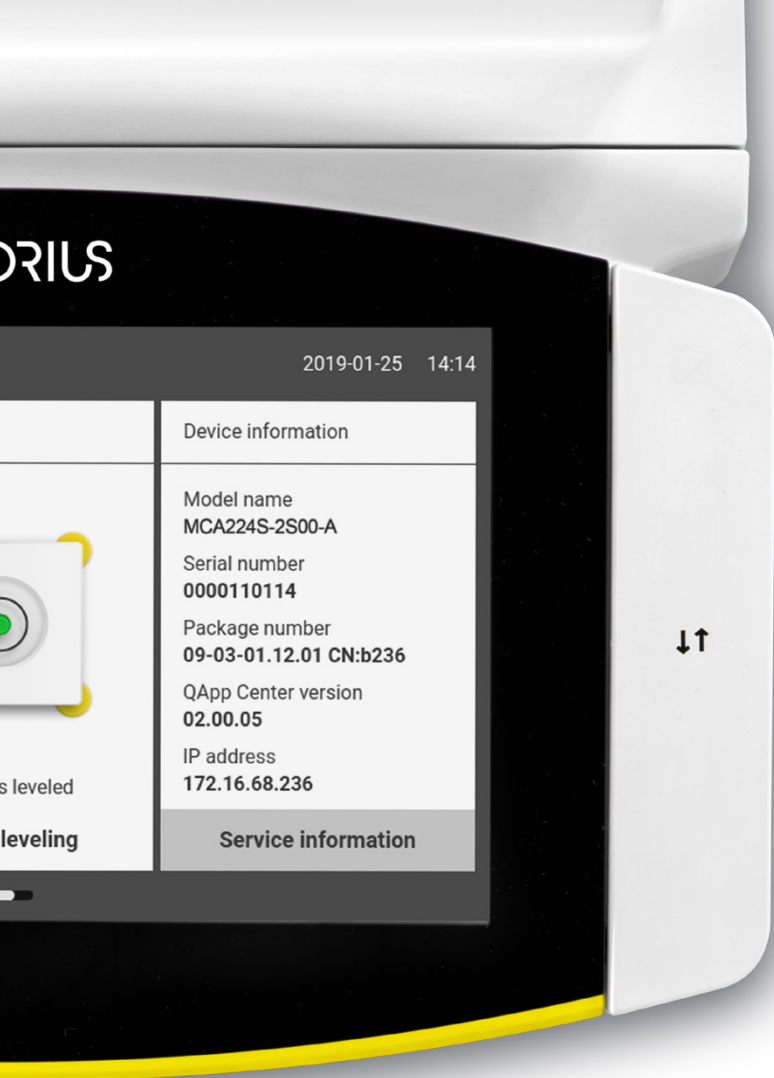 ORIUS
2019-01-25 14:14
Device information
Model name
MCA224S-2S00-A
Serial number
0000110114
Package number
09-03-01.12.01 CN:b236
QApp Center version
02.00.05
IP address
172.16.68.236
s leveled
leveling
Service information